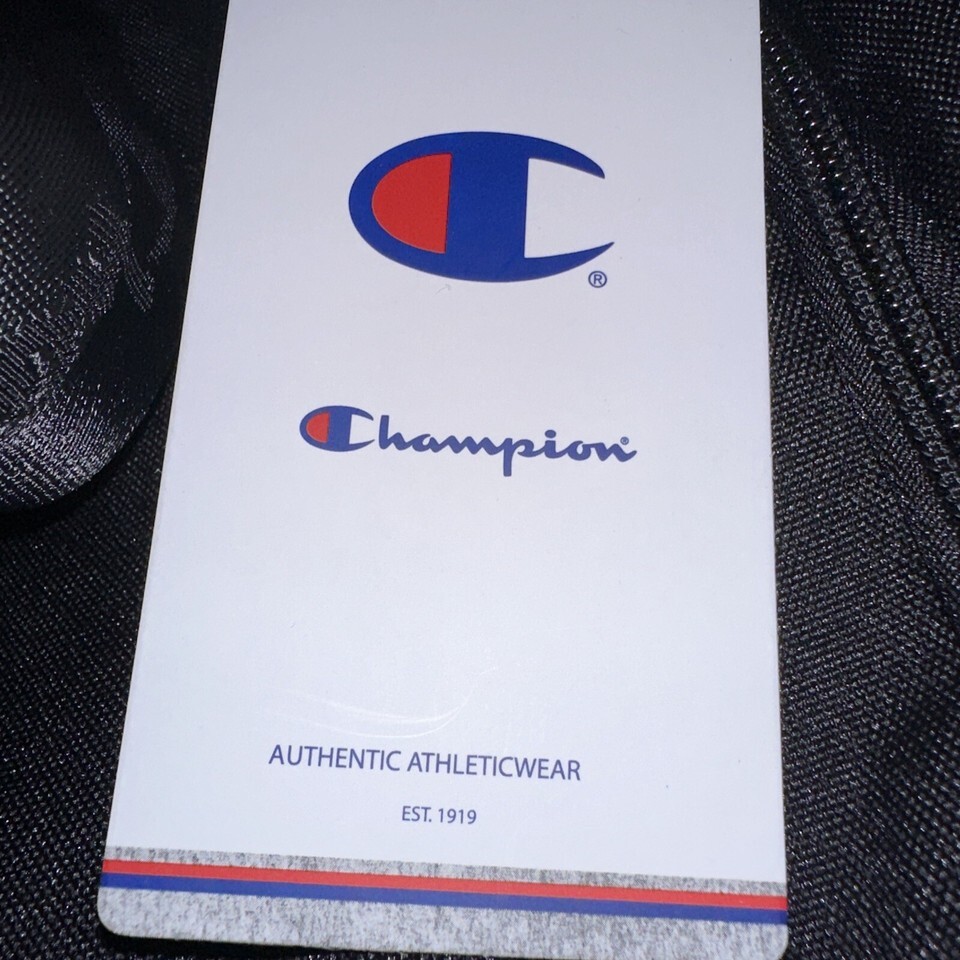 C®
Champion®
AUTHENTIC ATHLETICWEAR
EST. 1919